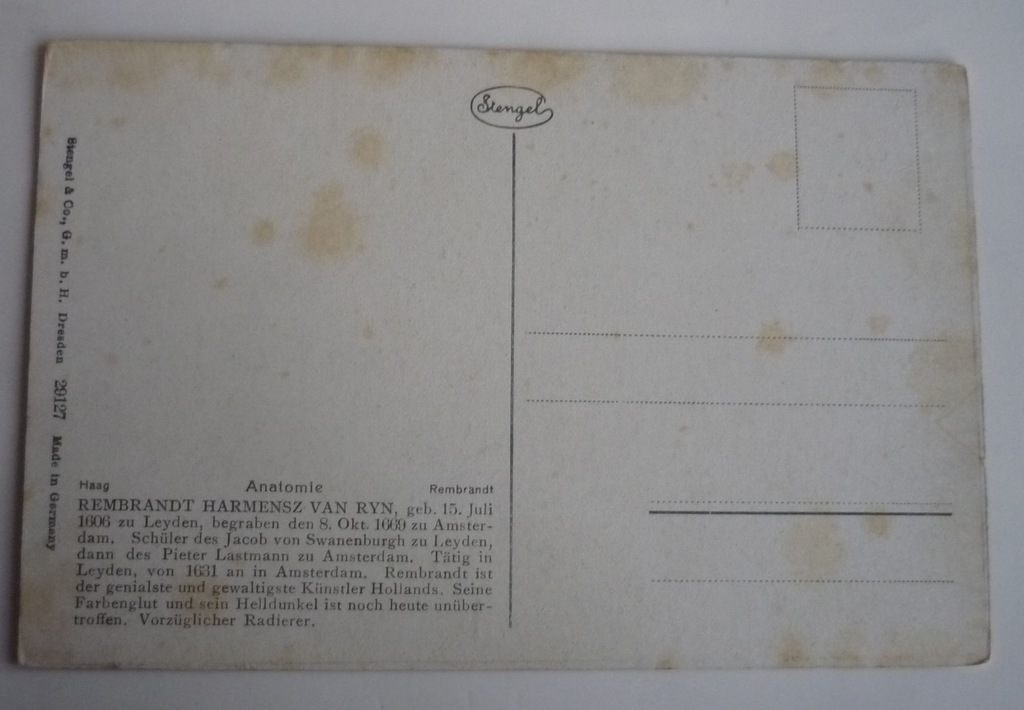 Stengel
Stengel & Co., G. m. b. H. Dresden 29127 Made in Germany
Haag Anatomie Rembrandt
REMBRANDT HARMENSZ VAN RYN, geb. 15. Juli
1606 zu Leyden, begraben den 8. Okt. 1669 zu Amster-
dam. Schüler des Jacob von Swanenburgh zu Leyden,
dann des Pieter Lastmann zu Amsterdam. Tätig in
Leyden, von 1631 an in Amsterdam. Rembrandt ist
der genialste und gewaltigste Künstler Hollands. Seine
Farbenglut und sein Helldunkel ist noch heute unüber-
troffen. Vorzüglicher Radierer.